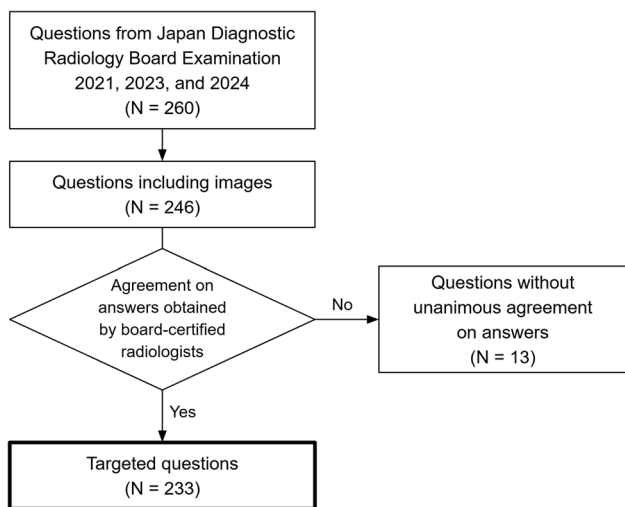 Questions from Japan Diagnostic
Radiology Board Examination
2021, 2023, and 2024
(N = 260)
Questions including images
(N = 246)
Agreement on
answers obtained
by board-certified
radiologists
No
Questions without
unanimous agreement
on answers
(N = 13)
Yes
Targeted questions
(N = 233)